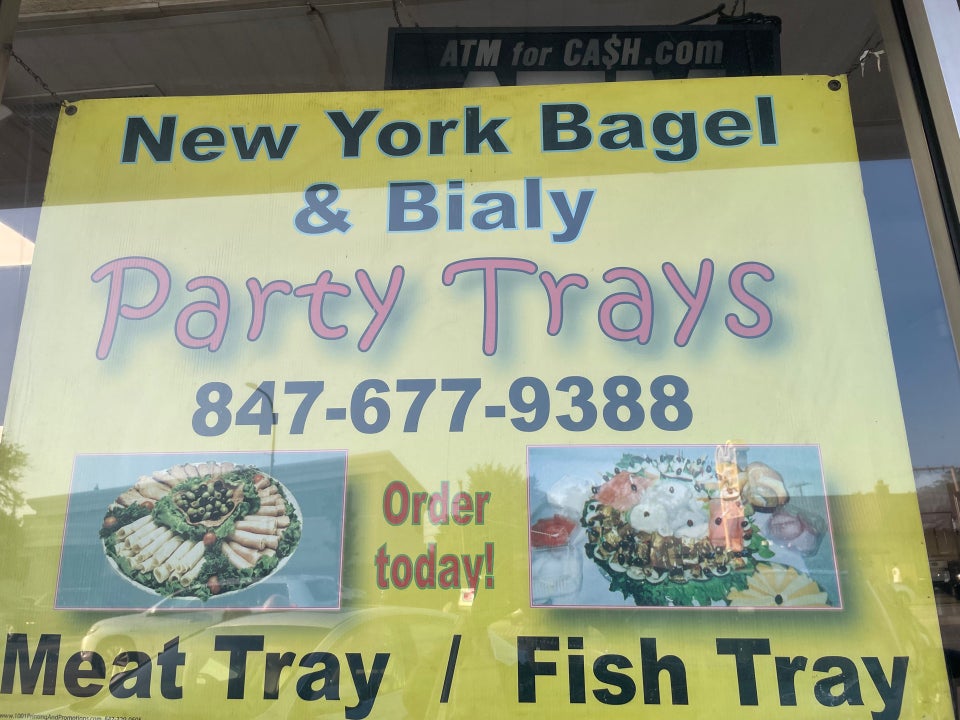 ATM for CA$H.com
New York Bagel
& Bialy
Party Trays
847-677-9388
Order
today!
Meat Tray / Fish Tray